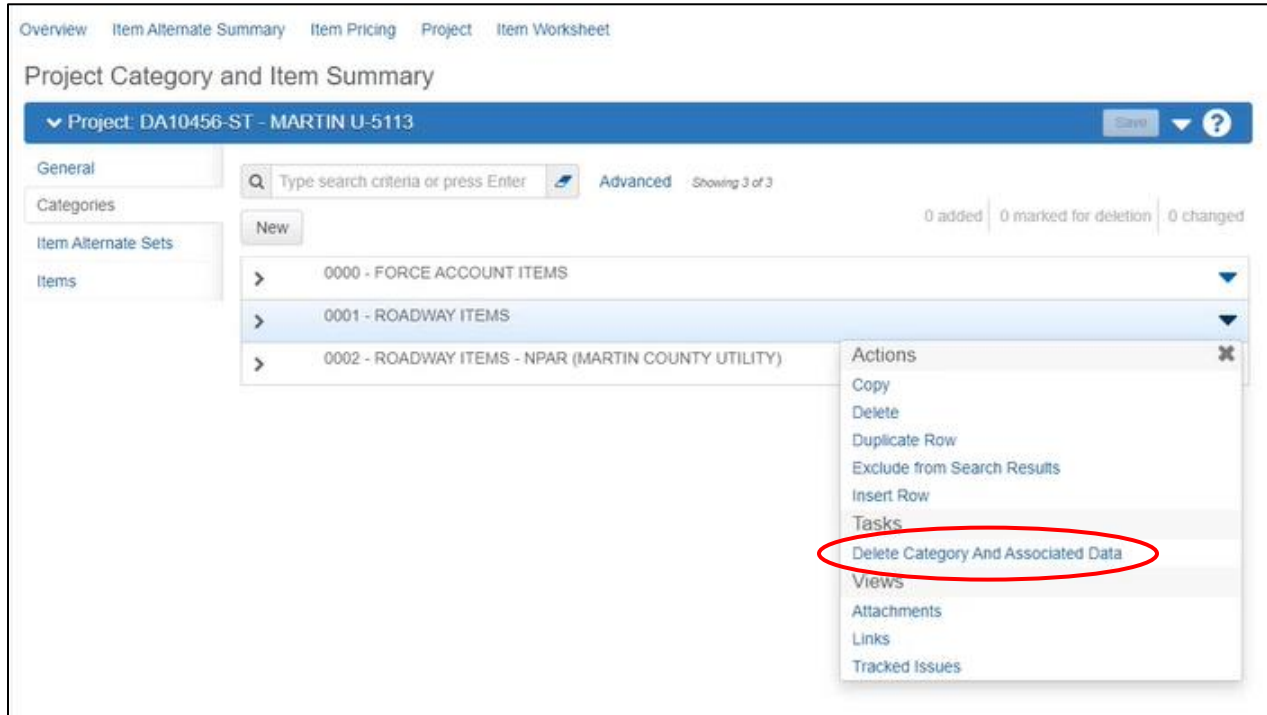 Overview Item Alternate Summary Item Pricing Project Item Worksheet
Project Category and Item Summary
Project: DA10456-ST - MARTIN U-5113 Save ?
General
Categories
Item Alternate Sets
Items
Type search criteria or press Enter Advanced Showing 3 of 3
New 0 added 0 marked for deletion 0 changed
0000 - FORCE ACCOUNT ITEMS
0001 - ROADWAY ITEMS
0002 - ROADWAY ITEMS - NPAR (MARTIN COUNTY UTILITY)
Actions
Copy
Delete
Duplicate Row
Exclude from Search Results
Insert Row
Tasks
Delete Category And Associated Data
Views
Attachments
Links
Tracked Issues